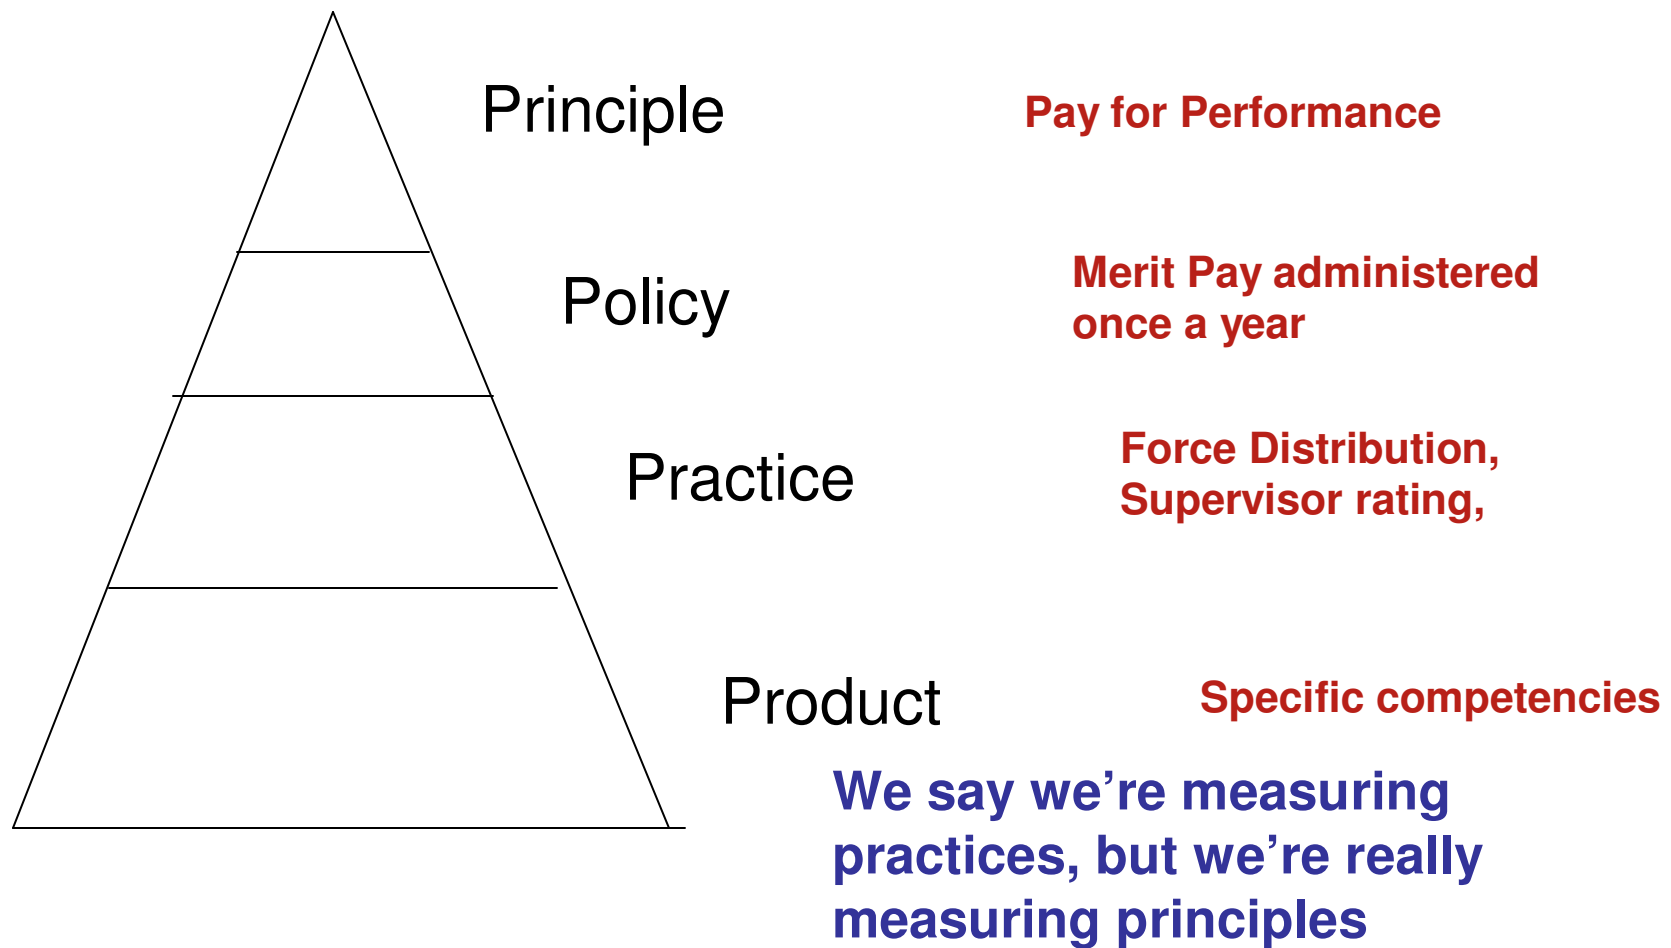 Principle
Pay for Performance
Policy
Merit Pay administered
once a year
Practice
Force Distribution,
Supervisor rating,
Product
Specific competencies
We say we’re measuring
practices, but we’re really
measuring principles